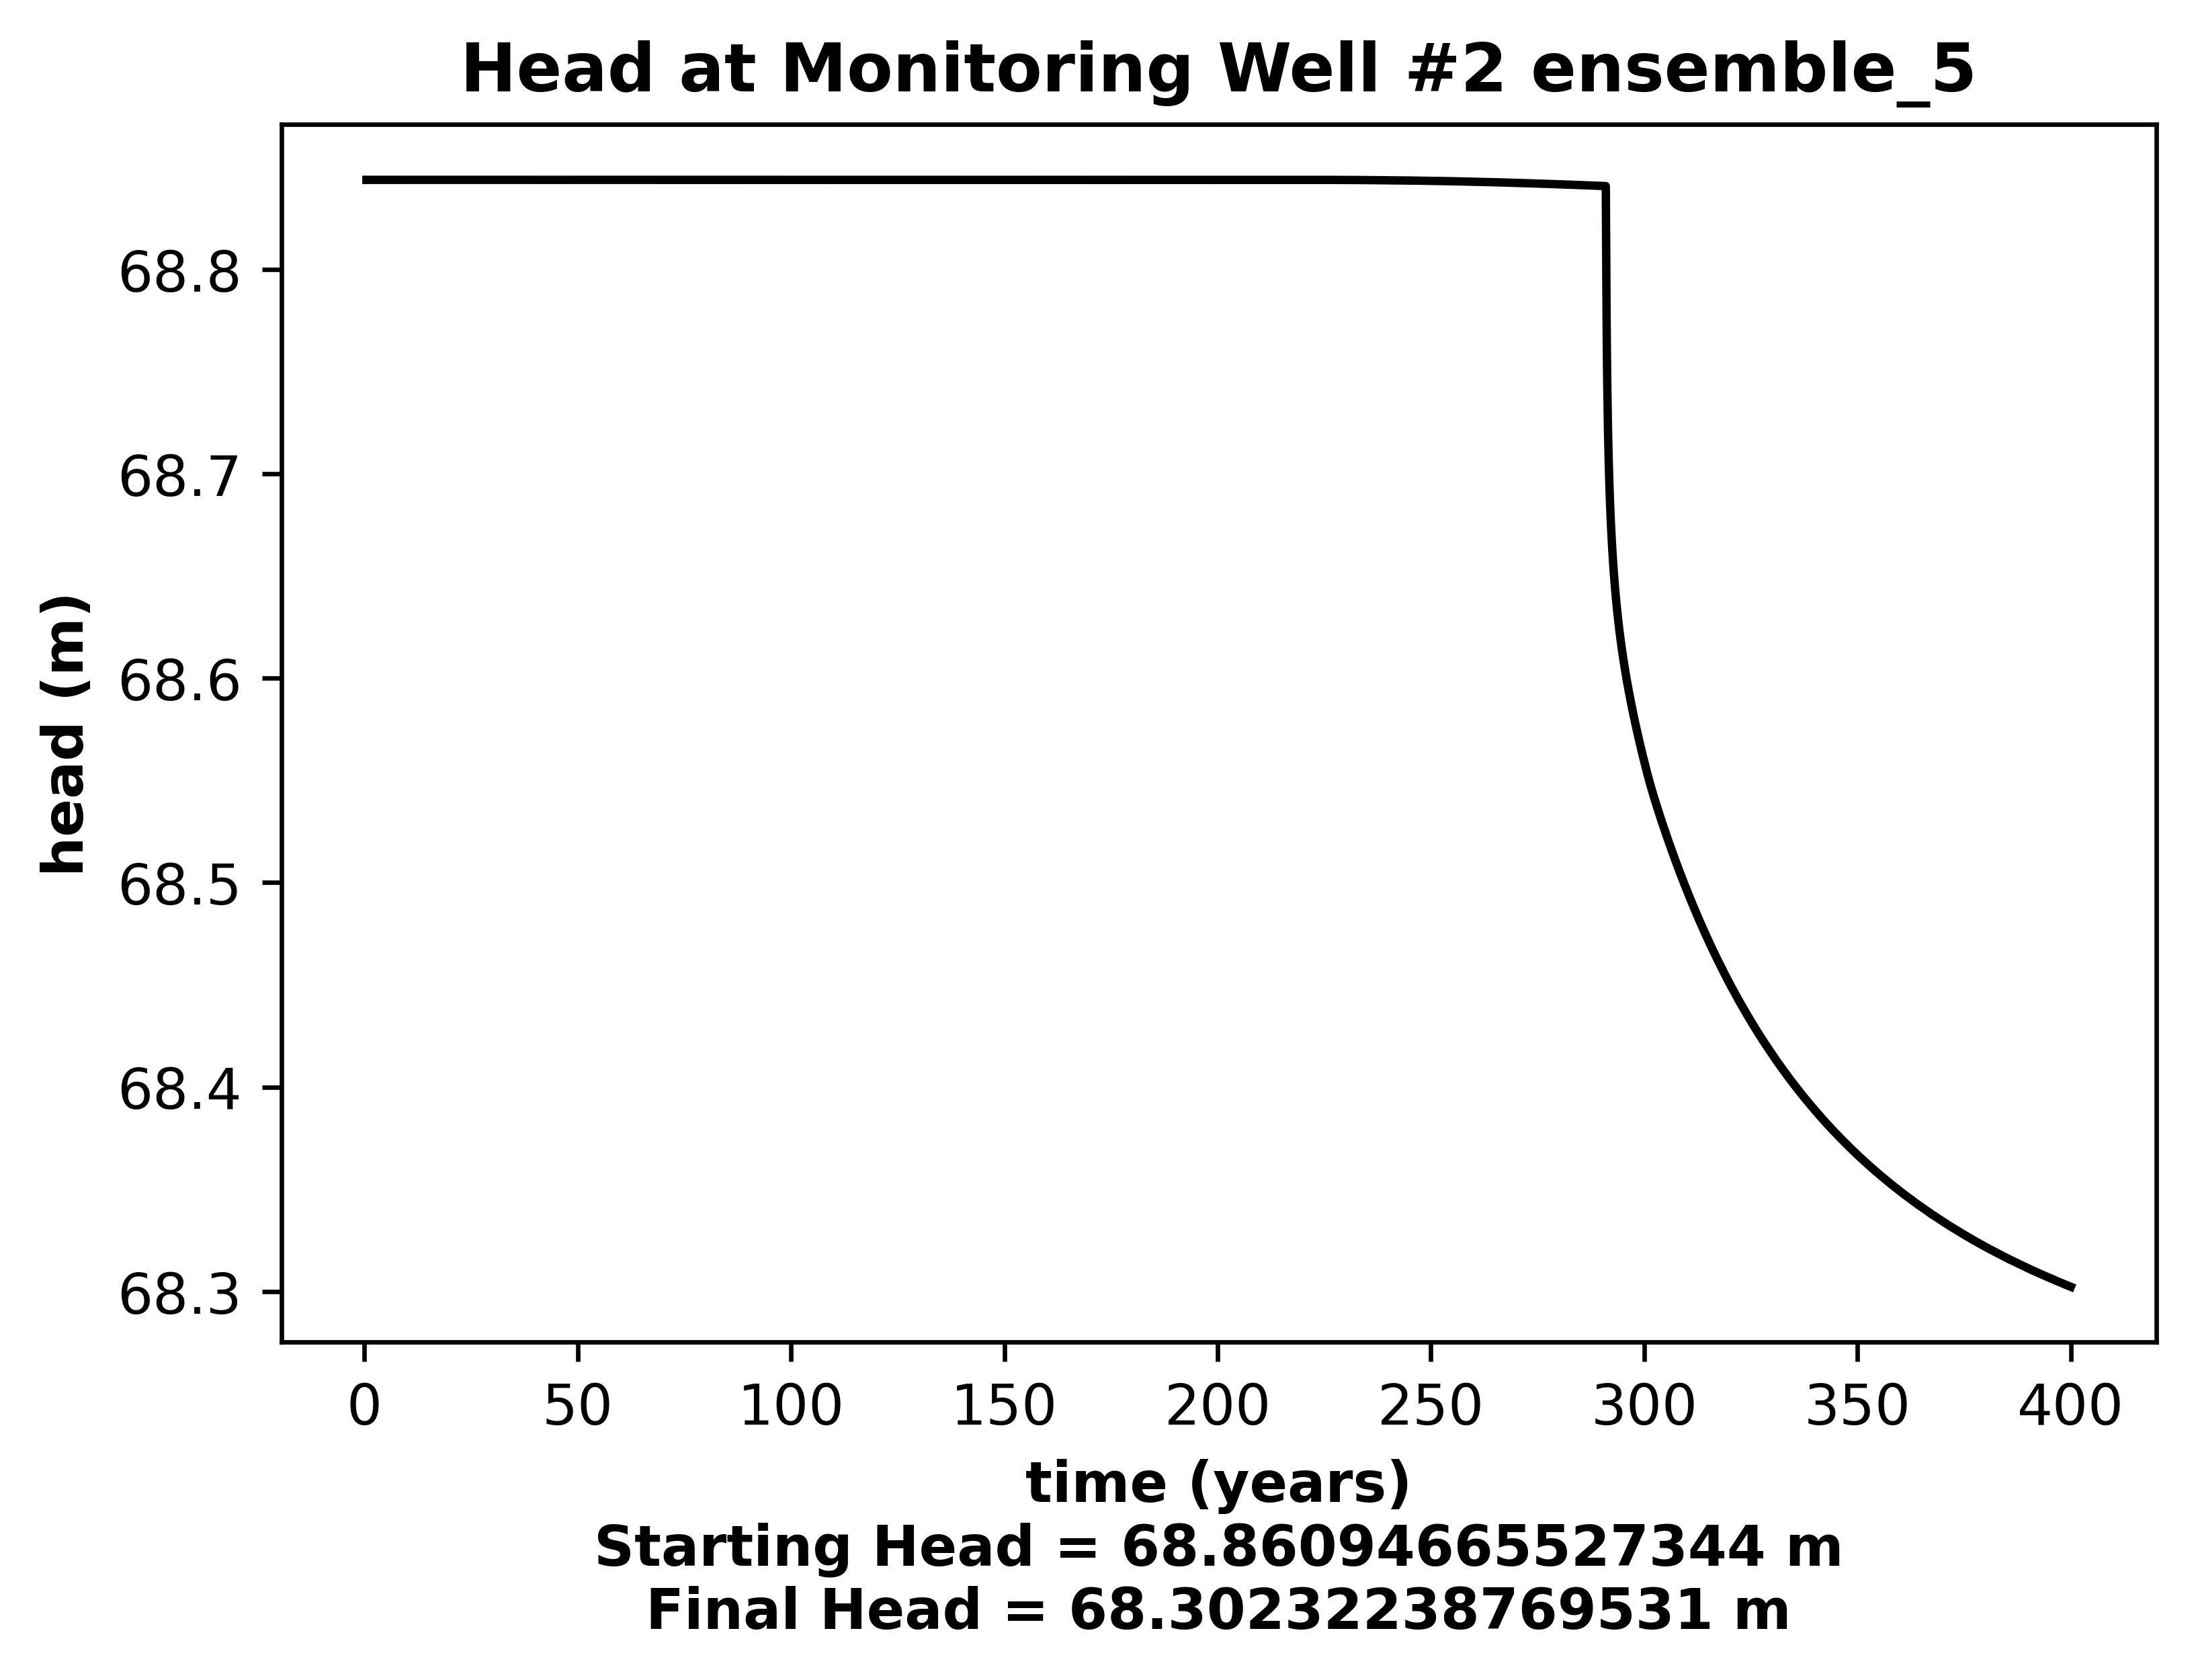 Head at Monitoring Well #2 ensemble_5
head (m)
68.8
68.7
68.6
68.5
68.4
68.3
0 50 100 150 200 250 300 350 400
time (years)
Starting Head = 68.86094665527344 m
Final Head = 68.30232238769531 m